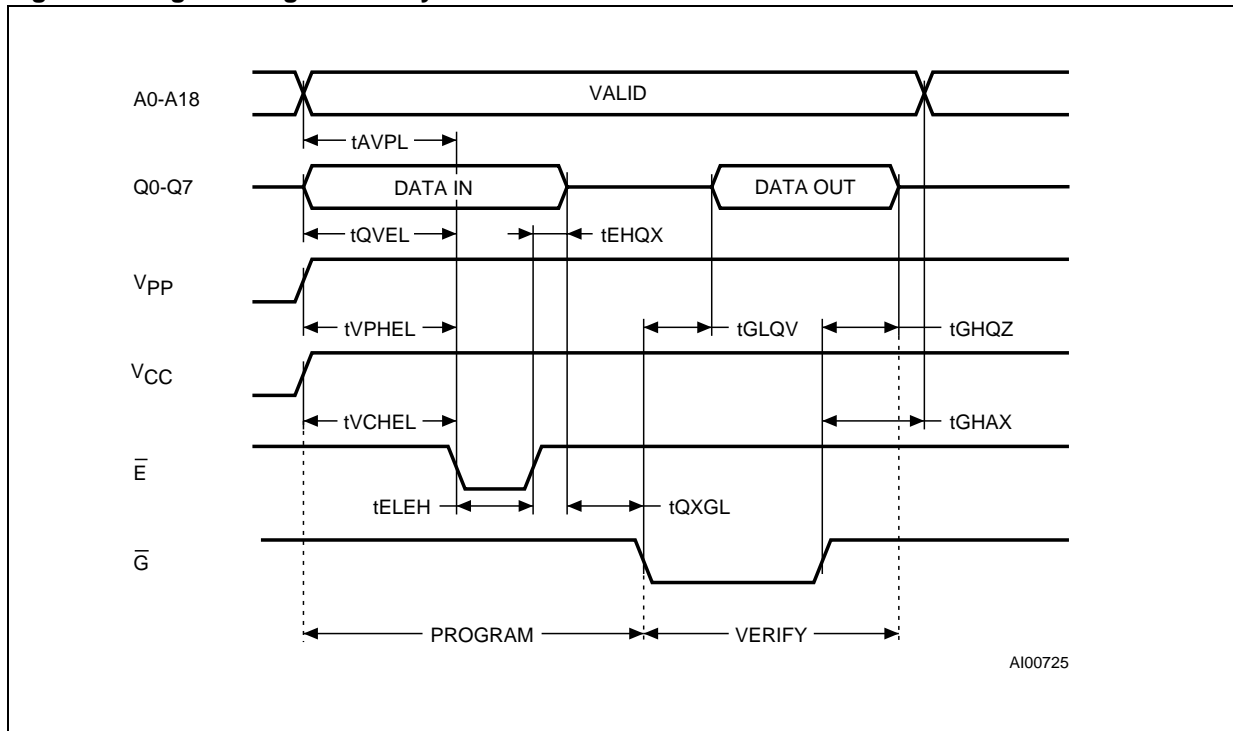 A0-A18
VALID
tAVPL
Q0-Q7
DATA IN
DATA OUT
tQVEL
tEHQX
VPP
tVPHEL
tGLQV
tGHQZ
VCC
tVCHEL
tGHAX
E̅
tELEH
tQXGL
G̅
PROGRAM
VERIFY
AI00725